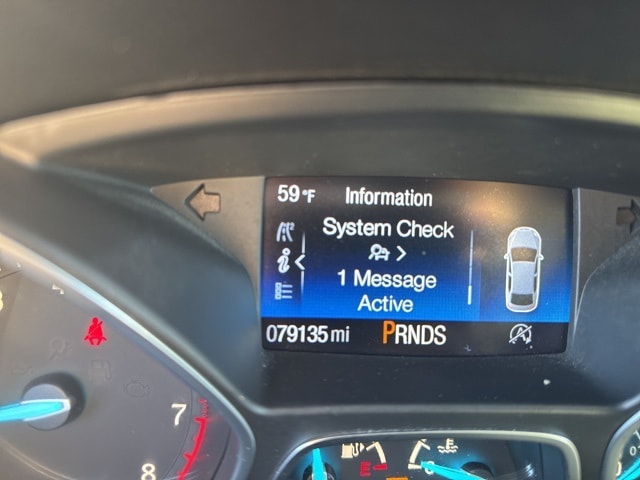 59°F Information
System Check
1 Message
Active
079135 mi PRNDS
7
8
E
C